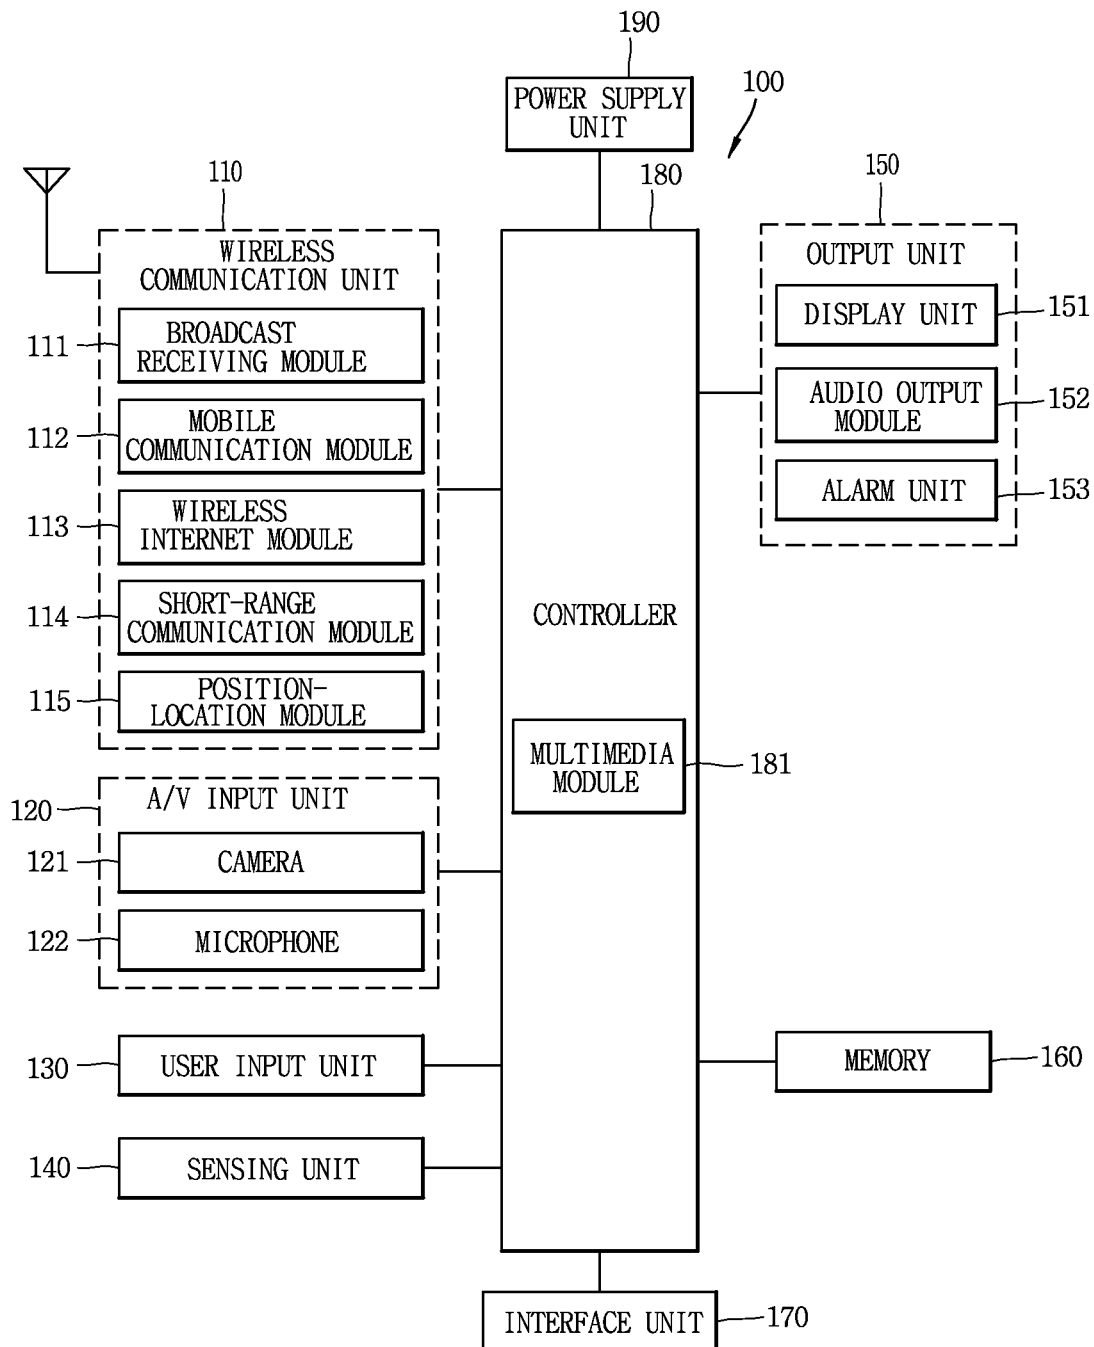 190
POWER SUPPLY
UNIT
100
110
180
150
WIRELESS
COMMUNICATION UNIT
111
BROADCAST
RECEIVING MODULE
112
MOBILE
COMMUNICATION MODULE
113
WIRELESS
INTERNET MODULE
114
SHORT-RANGE
COMMUNICATION MODULE
115
POSITION-
LOCATION MODULE
120
A/V INPUT UNIT
121
CAMERA
122
MICROPHONE
130
USER INPUT UNIT
140
SENSING UNIT
CONTROLLER
MULTIMEDIA
MODULE
181
OUTPUT UNIT
DISPLAY UNIT
151
AUDIO OUTPUT
MODULE
152
ALARM UNIT
153
MEMORY
160
INTERFACE UNIT
170